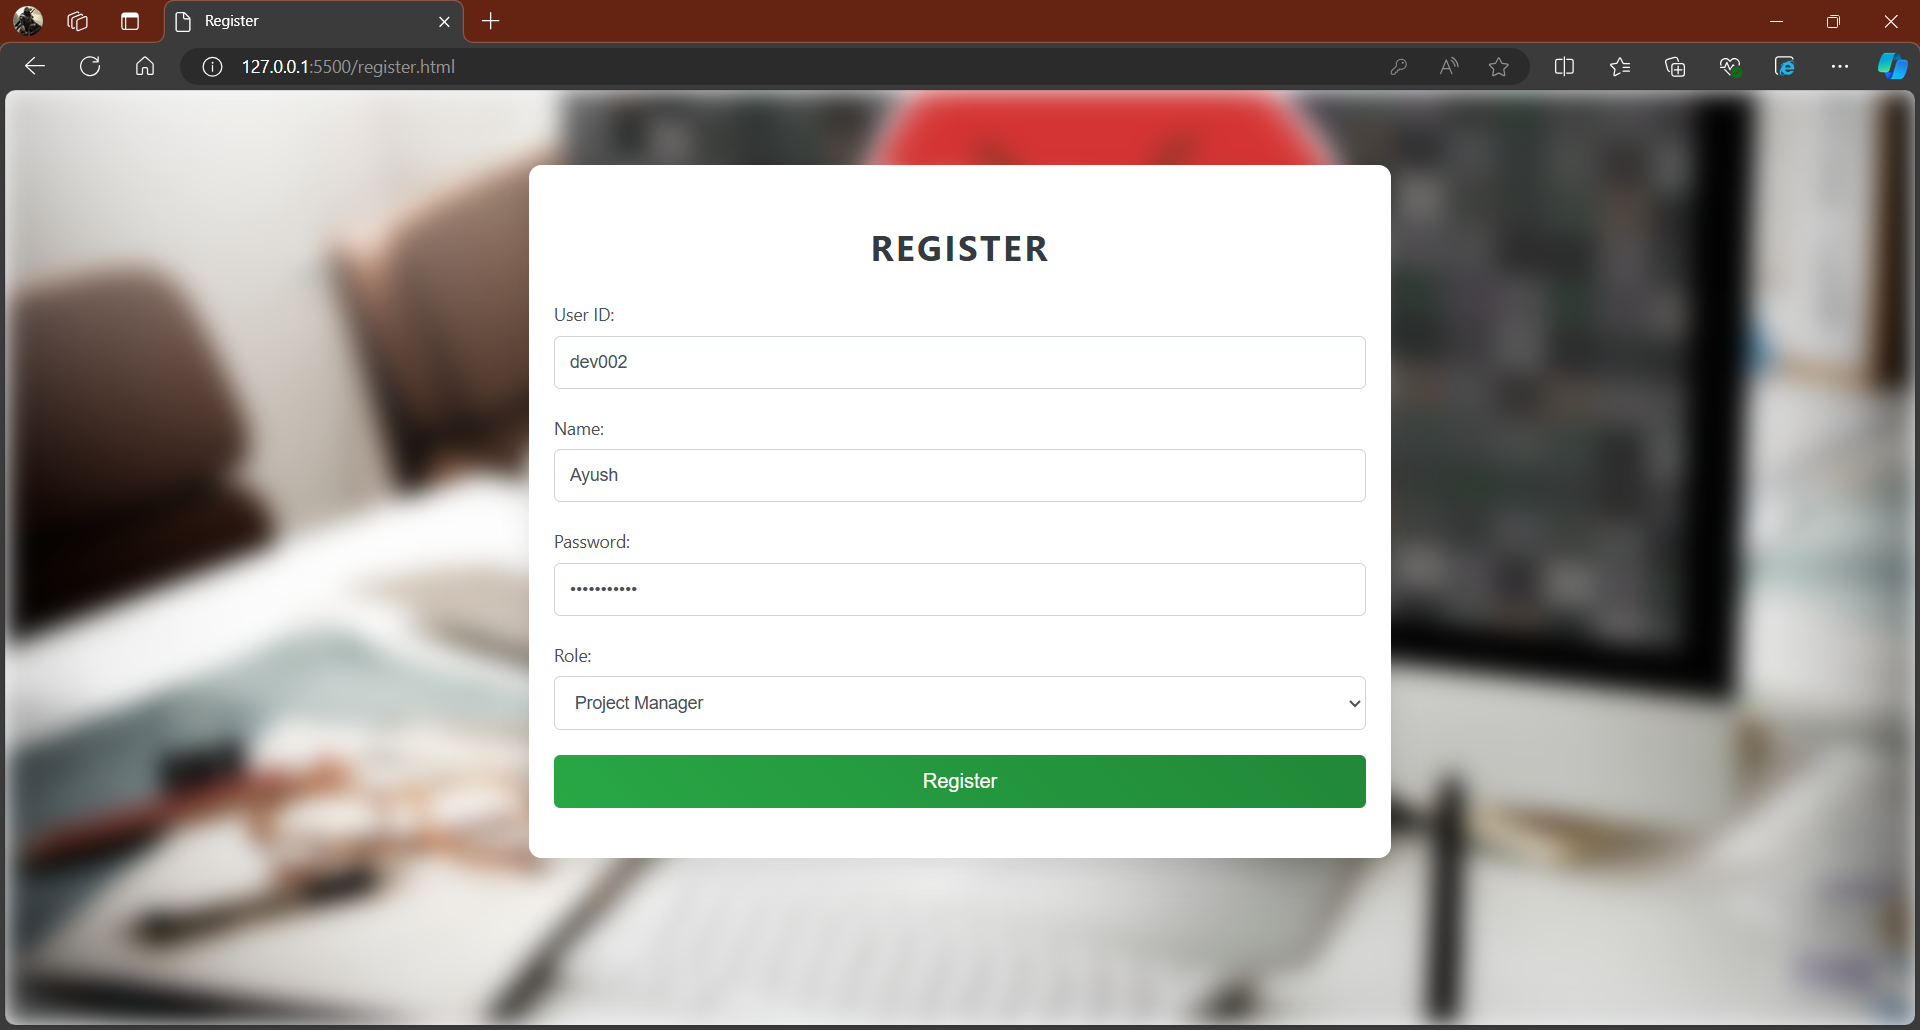 Register
127.0.0.1:5500/register.html
REGISTER
User ID:
dev002
Name:
Ayush
Password:
•••••••••••
Role:
Project Manager
Register